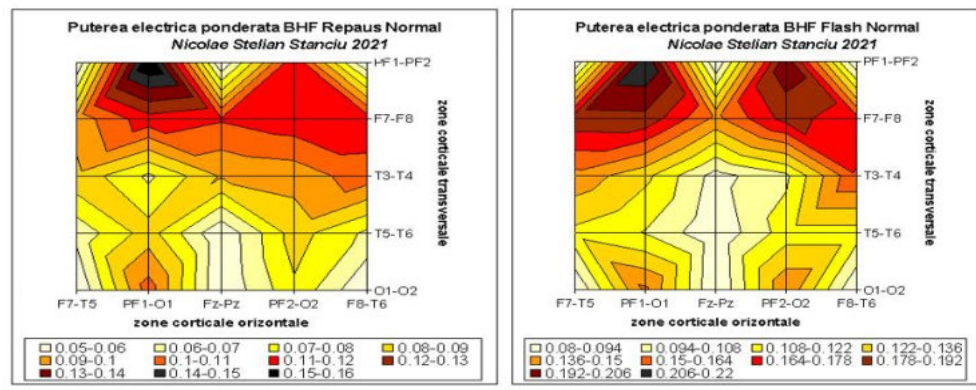 Puterea electrica ponderata BHF Repaus Normal
Nicolae Stelian Stanciu 2021
PF1-PF2
F7-F8
T3-T4
T5-T6
O1-O2
zone corticale transversale
F7-T5 PF1-O1 Fz-Pz PF2-O2 F8-T6
zone corticale orizontale
0.05-0.06 0.06-0.07 0.07-0.08 0.08-0.09
0.09-0.1 0.1-0.11 0.11-0.12 0.12-0.13
0.13-0.14 0.14-0.15 0.15-0.16
Puterea electrica ponderata BHF Flash Normal
Nicolae Stelian Stanciu 2021
PF1-PF2
F7-F8
T3-T4
T5-T6
O1-O2
zone corticale transversale
F7-T5 PF1-O1 Fz-Pz PF2-O2 F8-T6
zone corticale orizontale
0.08-0.094 0.094-0.108 0.108-0.122 0.122-0.136
0.136-0.15 0.15-0.164 0.164-0.178 0.178-0.192
0.192-0.206 0.206-0.22